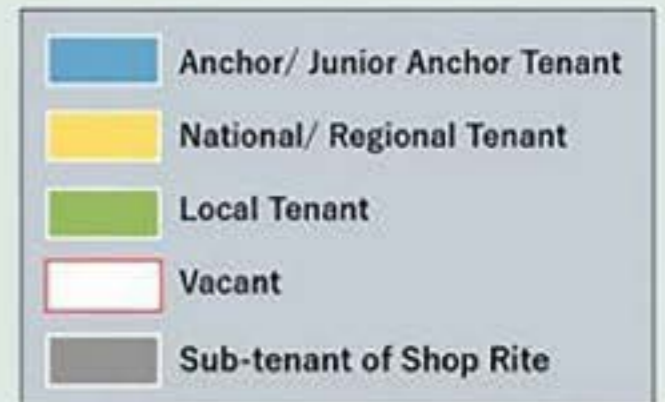 Anchor/ Junior Anchor Tenant
National/ Regional Tenant
Local Tenant
Vacant
Sub-tenant of Shop Rite